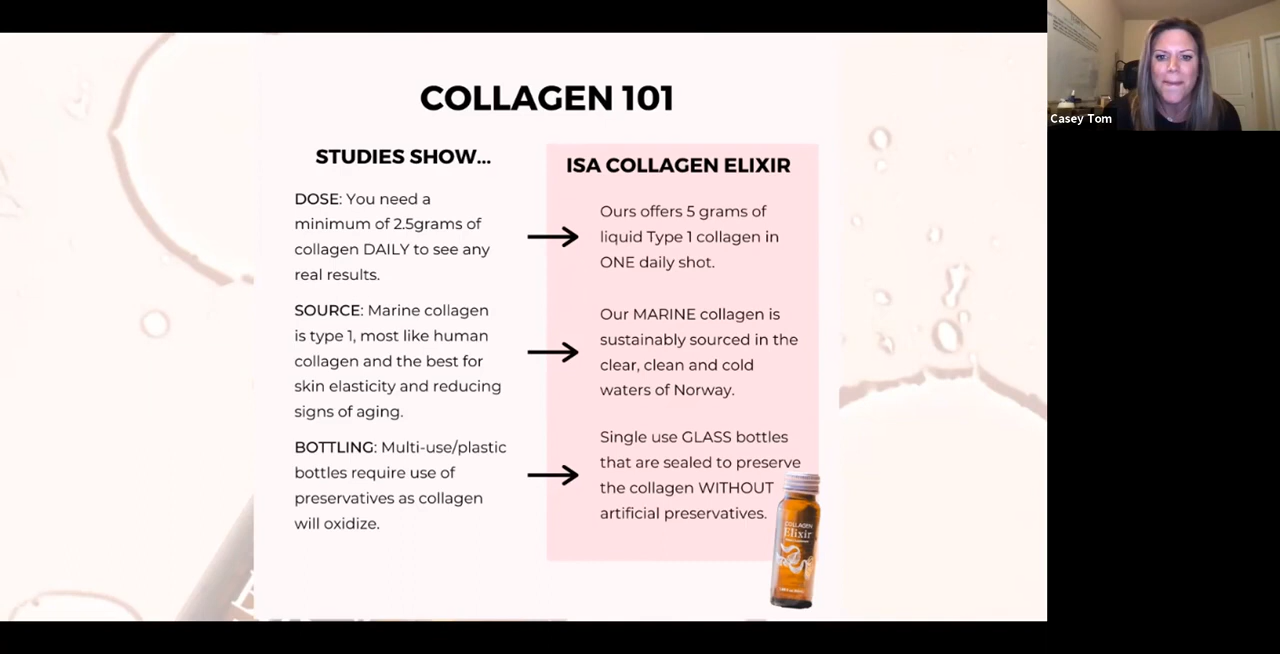 COLLAGEN 101
STUDIES SHOW...
DOSE: You need a
minimum of 2.5grams of
collagen DAILY to see any
real results.
SOURCE: Marine collagen
is type 1, most like human
collagen and the best for
skin elasticity and reducing
signs of aging.
BOTTLING: Multi-use/plastic
bottles require use of
preservatives as collagen
will oxidize.
ISA COLLAGEN ELIXIR
Ours offers 5 grams of
liquid Type 1 collagen in
ONE daily shot.
Our MARINE collagen is
sustainably sourced in the
clear, clean and cold
waters of Norway.
Single use GLASS bottles
that are sealed to preserve
the collagen WITHOUT
artificial preservatives.
COLLAGEN
Elixir
Casey Tom